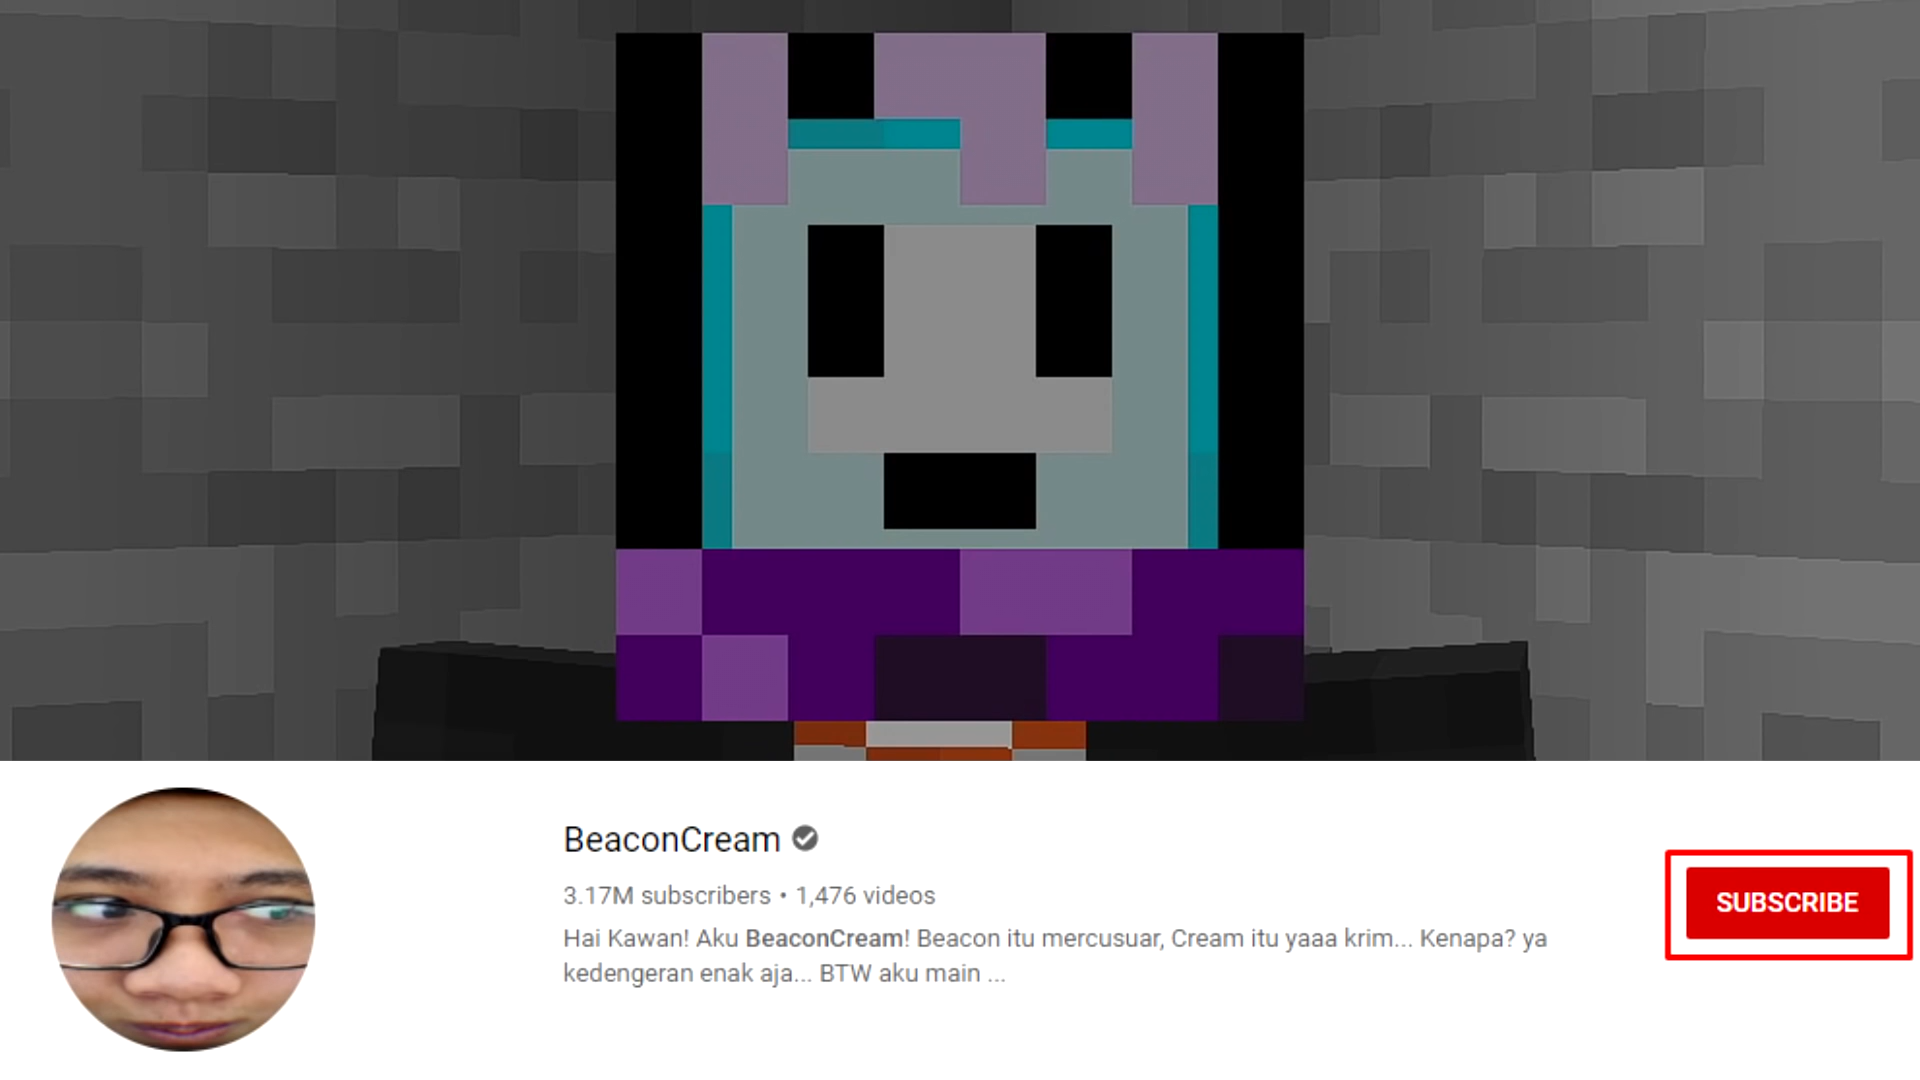 BeaconCream
3.17M subscribers • 1,476 videos
Hai Kawan! Aku BeaconCream! Beacon itu mercusuar, Cream itu yaaa krim... Kenapa? ya
kedengeran enak aja... BTW aku main ...
SUBSCRIBE